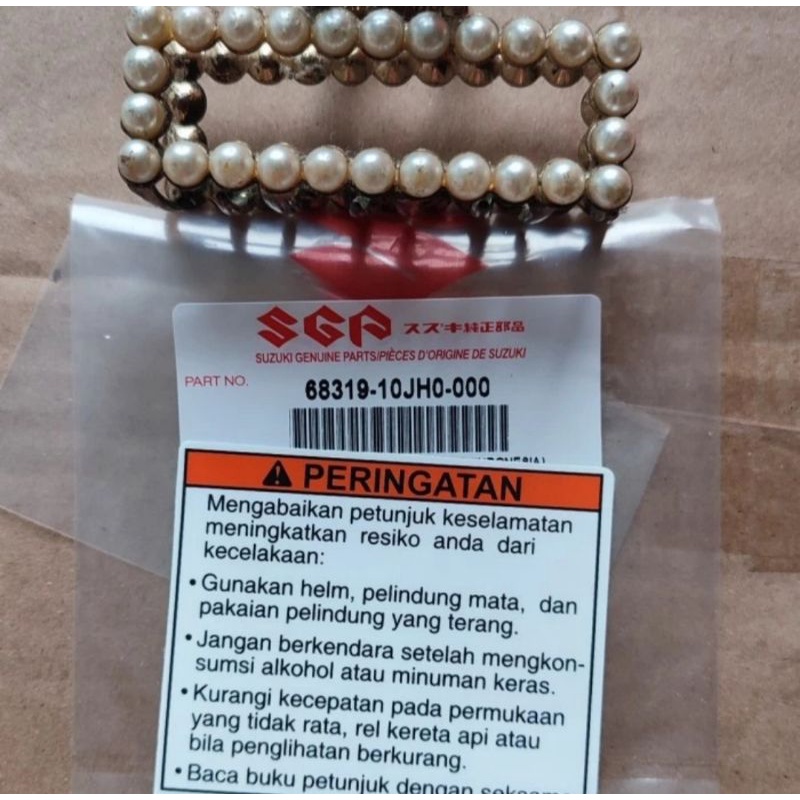 SGP スズキ純正部品
SUZUKI GENUINE PARTS/PIÈCES D'ORIGINE DE SUZUKI
PART NO. 68319-10JH0-000
PERINGATAN
Mengabaikan petunjuk keselamatan
meningkatkan resiko anda dari
kecelakaan:
• Gunakan helm, pelindung mata, dan
pakaian pelindung yang terang.
• Jangan berkendara setelah mengkon-
sumsi alkohol atau minuman keras.
• Kurangi kecepatan pada permukaan
yang tidak rata, rel kereta api atau
bila penglihatan berkurang.
• Baca buku petunjuk dengan